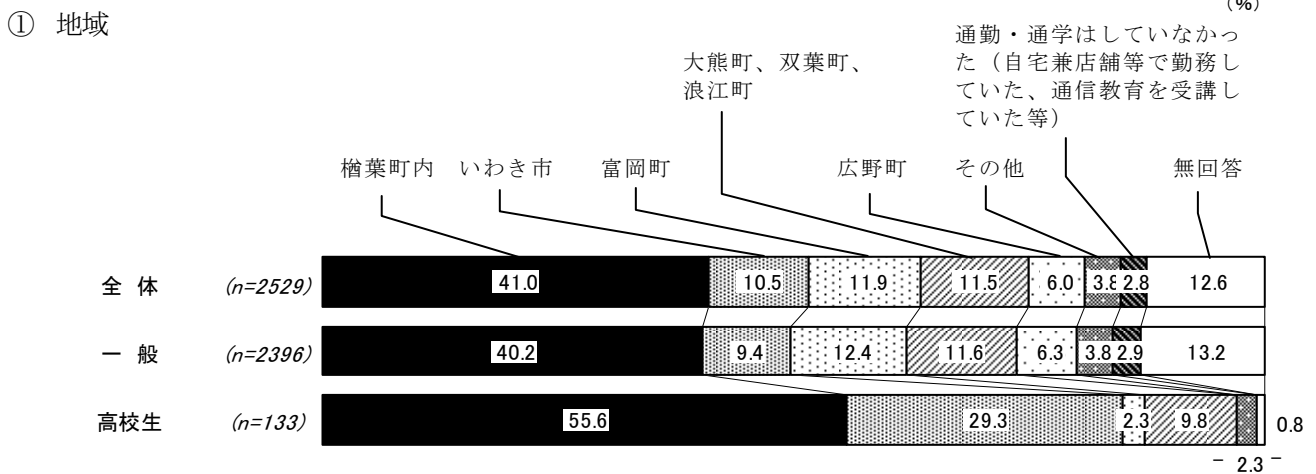 (%)
① 地域
通勤・通学はしていなかっ
た（自宅兼店舗等で勤務し
ていた、通信教育を受講し
ていた等）
大熊町、双葉町、
浪江町
楢葉町内 いわき市 富岡町 広野町 その他 無回答
全 体 (n=2529) 41.0 10.5 11.9 11.5 6.0 3.8 2.8 12.6
一 般 (n=2396) 40.2 9.4 12.4 11.6 6.3 3.8 2.9 13.2
高校生 (n=133) 55.6 29.3 2.3 9.8 0.8
– 2.3 –